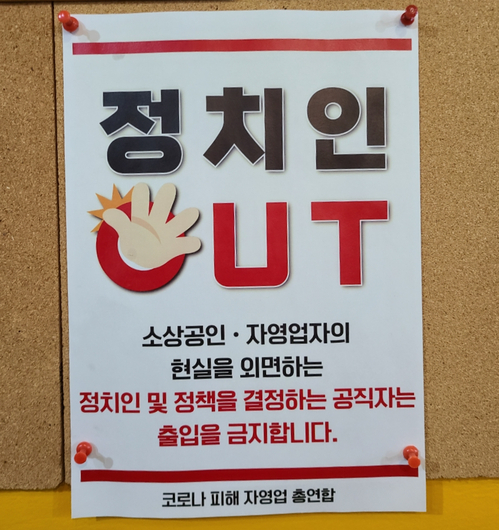 정치인
OUT
소상공인・자영업자의
현실을 외면하는
정치인 및 정책을 결정하는 공직자는
출입을 금지합니다.
코로나 피해 자영업 총연합